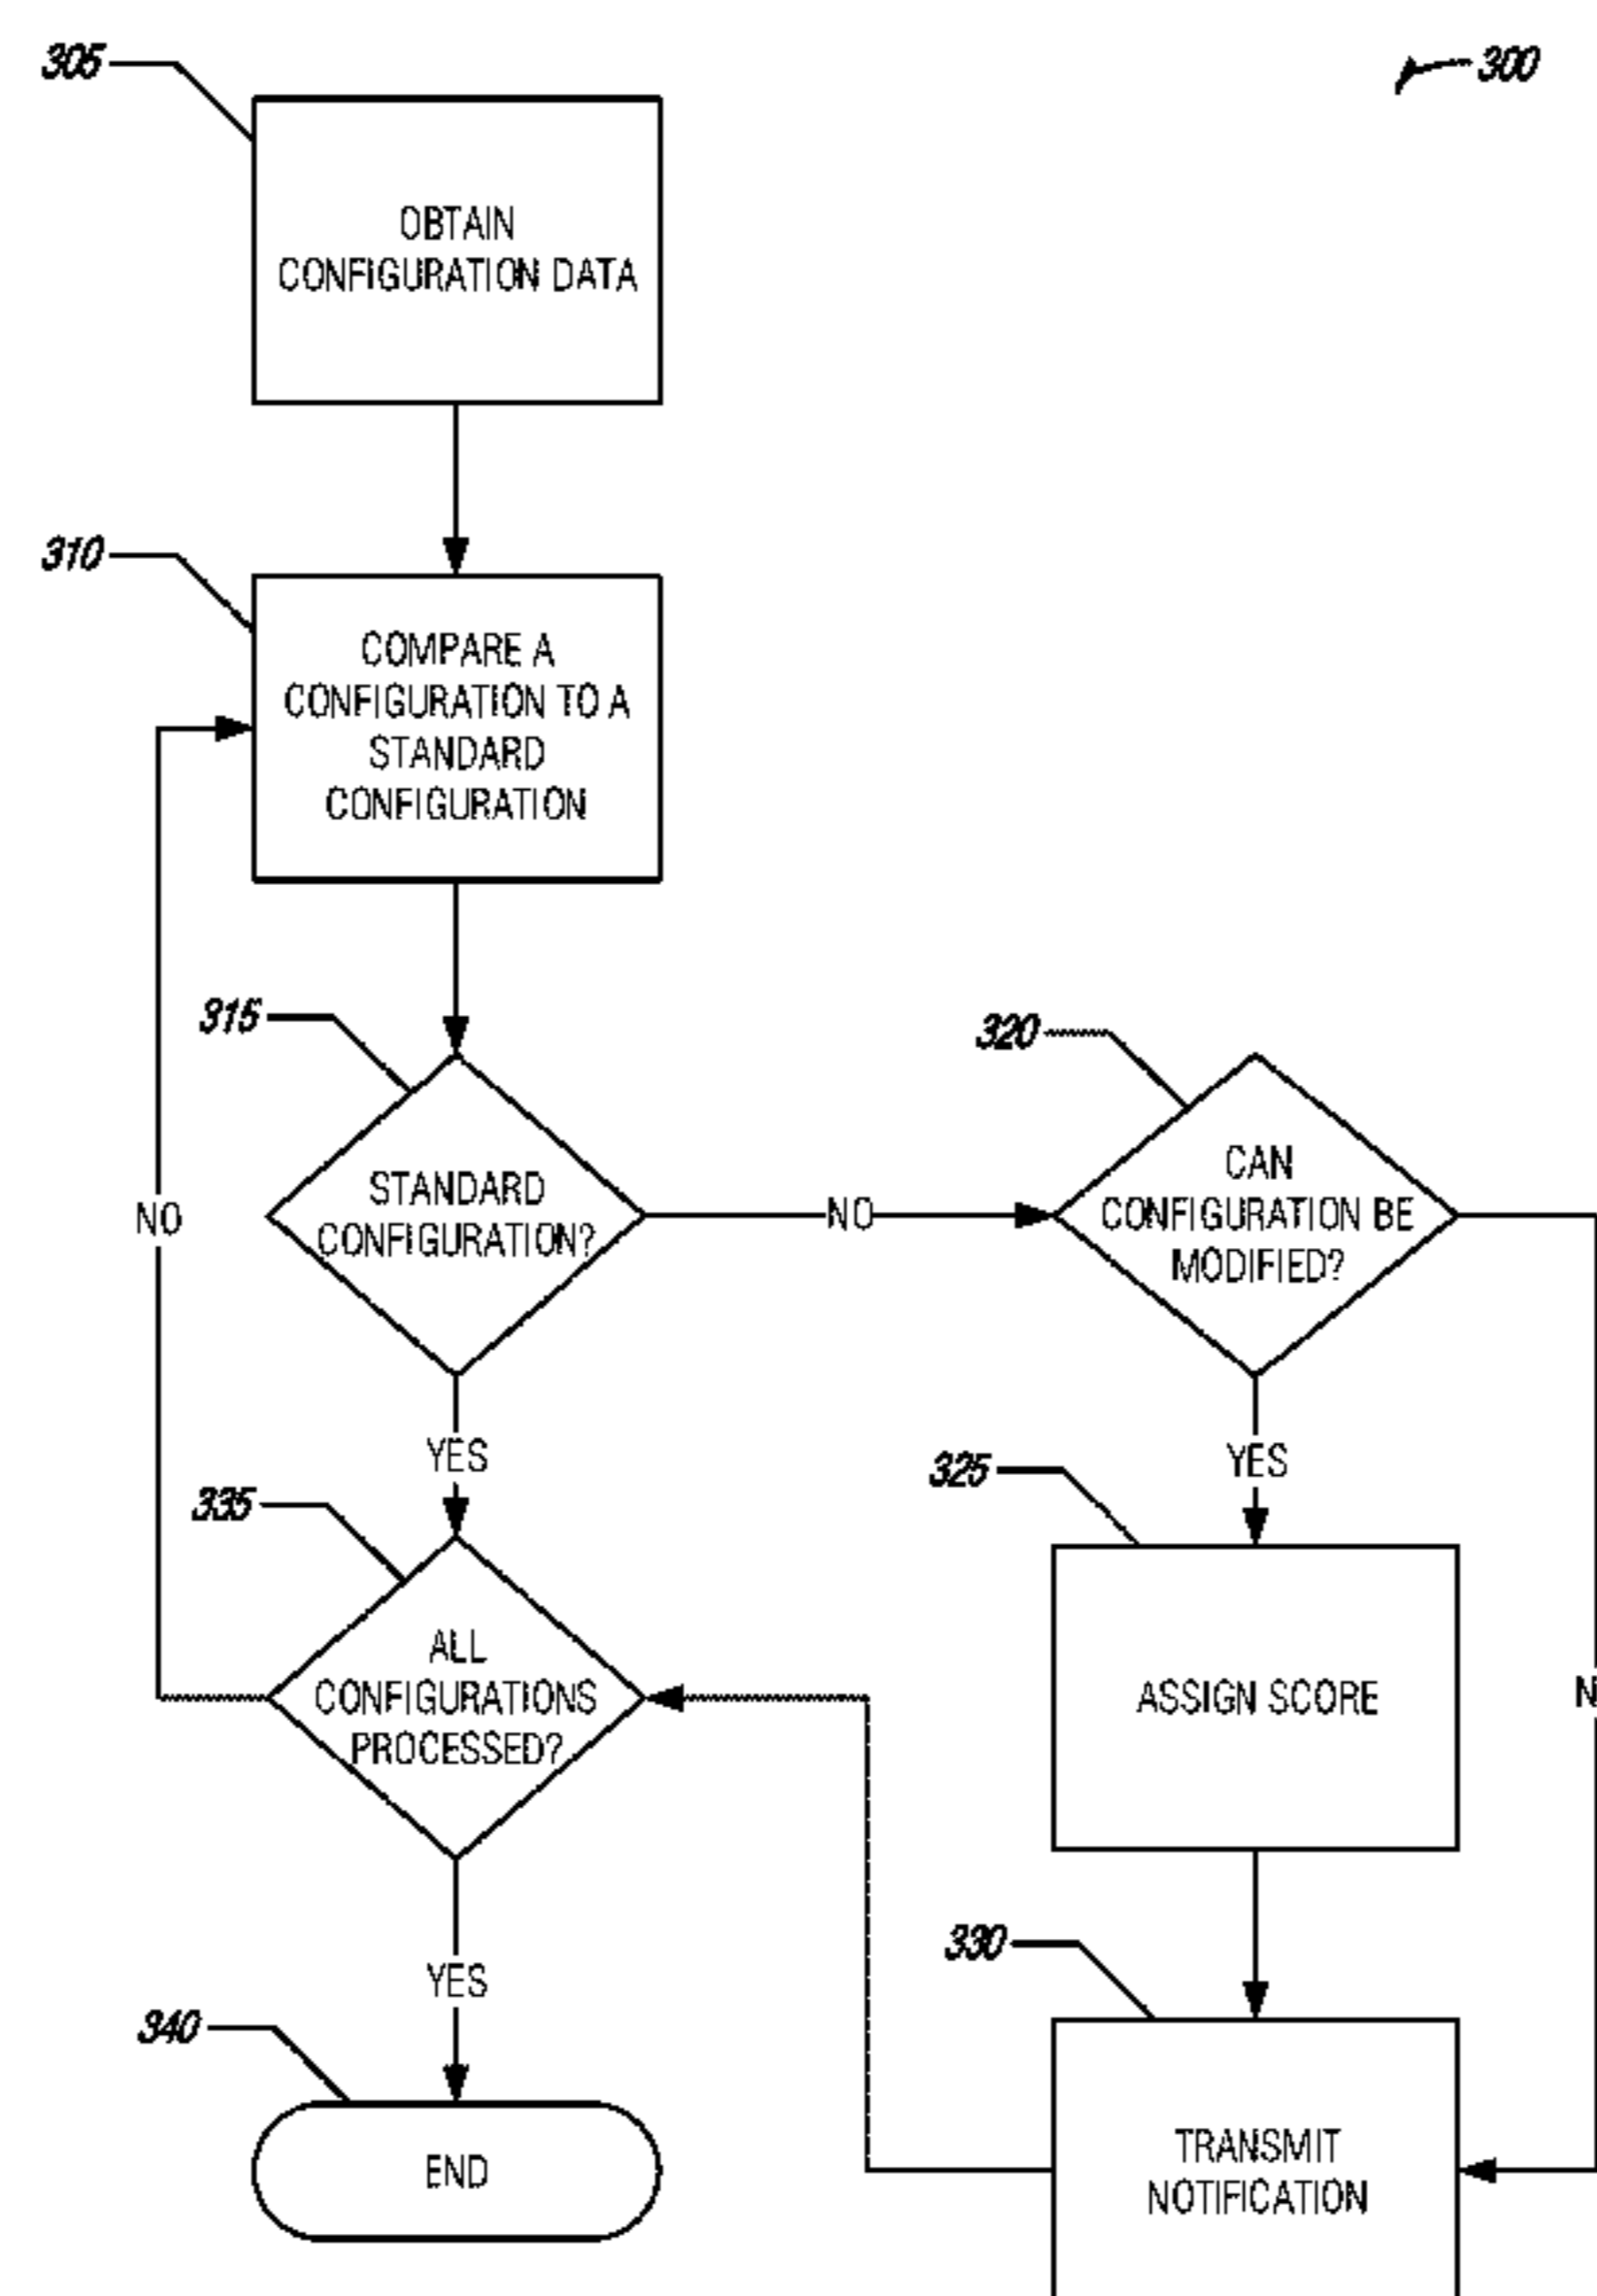 305
300
OBTAIN
CONFIGURATION DATA
310
COMPARE A
CONFIGURATION TO A
STANDARD
CONFIGURATION
315
320
STANDARD
CONFIGURATION?
NO
NO
CAN
CONFIGURATION BE
MODIFIED?
YES
YES
335
325
ALL
CONFIGURATIONS
PROCESSED?
ASSIGN SCORE
N
330
YES
340
END
TRANSMIT
NOTIFICATION